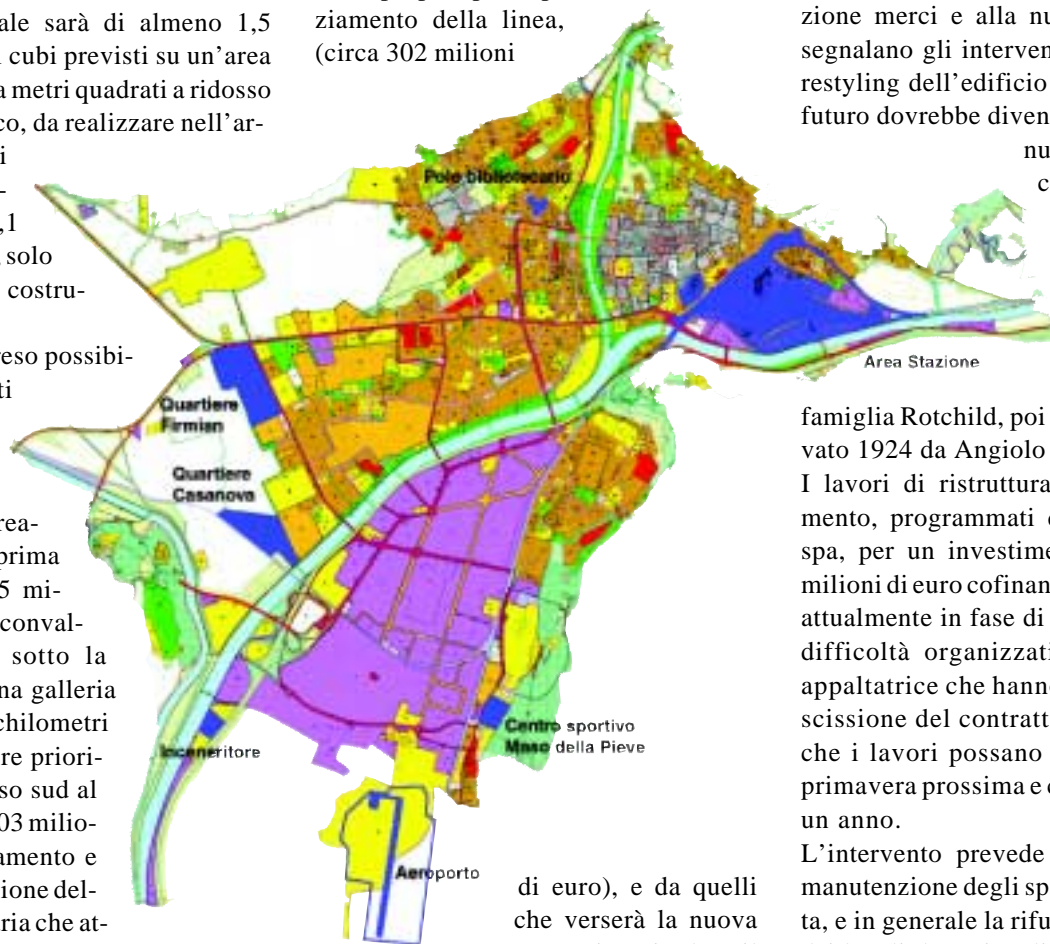 ale sarà di almeno 1,5
cubi previsti su un'area
a metri quadrati a ridosso
co, da realizzare nell'ar-
i
-
,1
solo
costru-
reso possibi-
ti
rea-
prima
5 mi-
conval-
sotto la
na galleria
chilometri
re priori-
so sud al
03 milio-
amento e
zione del-
aria che at-
ziamento della linea,
(circa 302 milioni
Polo bibliotecario
Quartiere
Firmian
Quartiere
Casanova
Area Stazione
Inceneritore
Centro sportivo
Maso della Pieve
Aeroporto
di euro), e da quelli
che verserà la nuova
zione merci e alla nu
segnalano gli interven
restyling dell'edificio
futuro dovrebbe diven
nu
c
famiglia Rotchild, poi
vato 1924 da Angiolo
I lavori di ristruttura
mento, programmati
spa, per un investime
milioni di euro cofinan
attualmente in fase di
difficoltà organizzati
appaltatrice che hanno
scissione del contratt
che i lavori possano
primavera prossima e
un anno.
L'intervento prevede
manutenzione degli sp
ta, e in generale la rifu